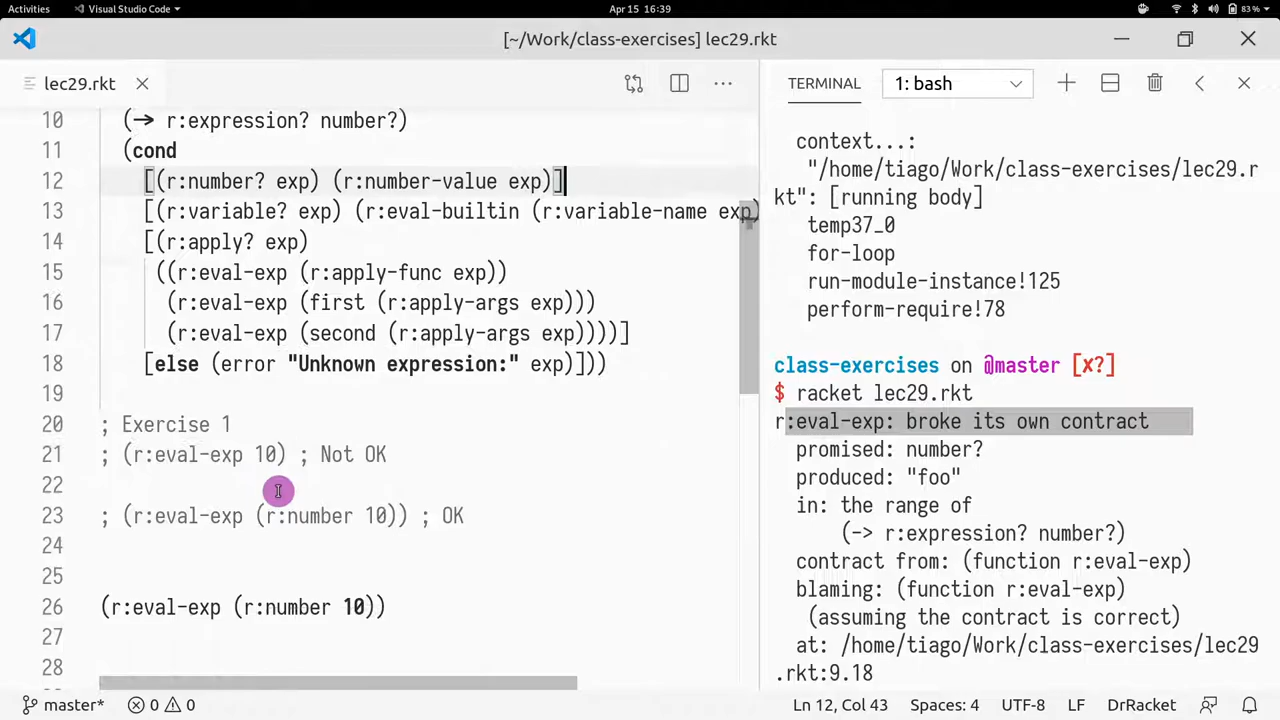 Activities
Visual Studio Code
Apr 15 16:39
83%
[~/Work/class-exercises] lec29.rkt
lec29.rkt
TERMINAL
1: bash
10 (-> r:expression? number?)
11 (cond
12 [(r:number? exp) (r:number-value exp)]
13 [(r:variable? exp) (r:eval-builtin (r:variable-name exp)
14 [(r:apply? exp)
15 ((r:eval-exp (r:apply-func exp))
16 (r:eval-exp (first (r:apply-args exp)))
17 (r:eval-exp (second (r:apply-args exp))))]
18 [else (error "Unknown expression:" exp)]))
19
20 ; Exercise 1
21 ; (r:eval-exp 10) ; Not OK
22
23 ; (r:eval-exp (r:number 10)) ; OK
24
25
26 (r:eval-exp (r:number 10))
27
28
context...:
"/home/tiago/Work/class-exercises/lec29.r
kt": [running body]
temp37_0
for-loop
run-module-instance!125
perform-require!78
class-exercises on @master [x?]
$ racket lec29.rkt
r:eval-exp: broke its own contract
promised: number?
produced: "foo"
in: the range of
(-> r:expression? number?)
contract from: (function r:eval-exp)
blaming: (function r:eval-exp)
(assuming the contract is correct)
at: /home/tiago/Work/class-exercises/lec29
.rkt:9.18
master*
0
0
Ln 12, Col 43
Spaces: 4
UTF-8
LF
DrRacket